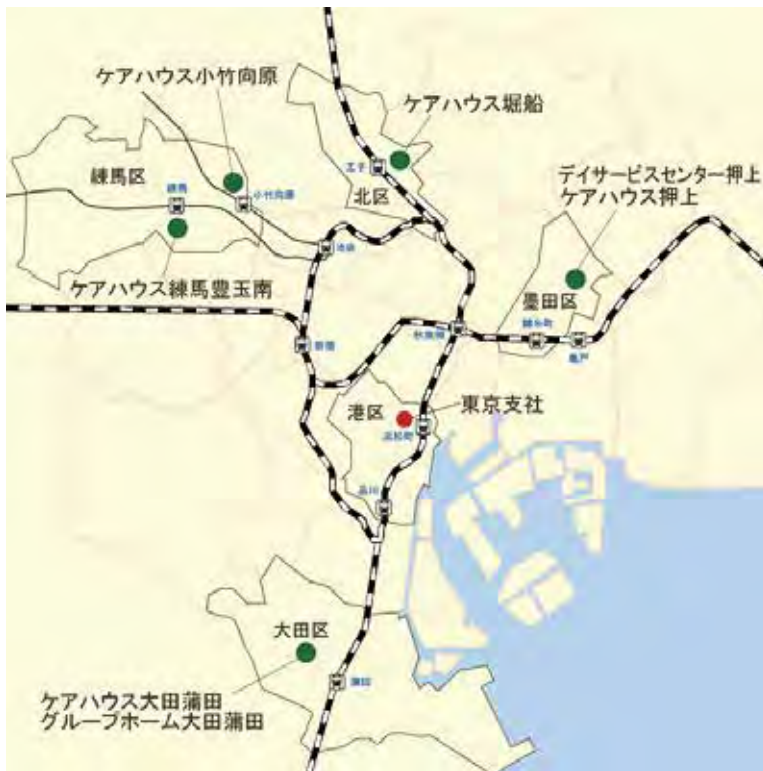 ケアハウス小竹向原
ケアハウス堀船
王子
北区
デイサービスセンター押上
ケアハウス押上
練馬区
練馬
小竹向原
池袋
ケアハウス練馬豊玉南
墨田区
新宿
秋葉原
錦糸町
亀戸
港区
東京支社
浜松町
品川
大田区
蒲田
ケアハウス大田蒲田
グループホーム大田蒲田